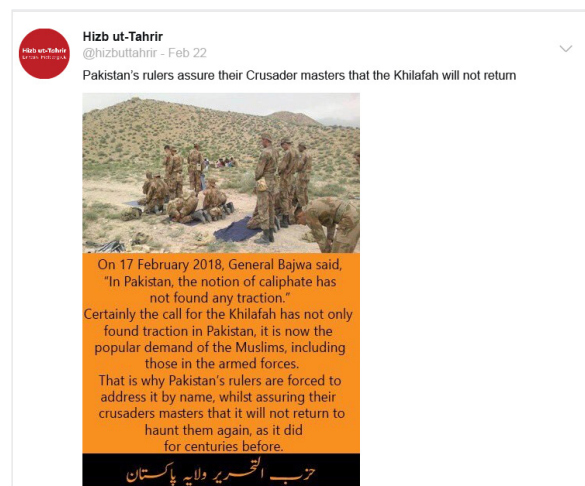 Hizb ut-Tahrir
Hizb ut-Tahrir
@hizbuttahrir - Feb 22
Pakistan's rulers assure their Crusader masters that the Khilafah will not return
On 17 February 2018, General Bajwa said,
"In Pakistan, the notion of caliphate has
not found any traction."
Certainly the call for the Khilafah has not only
found traction in Pakistan, it is now the
popular demand of the Muslims, including
those in the armed forces.
That is why Pakistan's rulers are forced to
address it by name, whilst assuring their
crusaders masters that it will not return to
haunt them again, as it did
for centuries before.
حزب التحریر ولایہ پاکستان